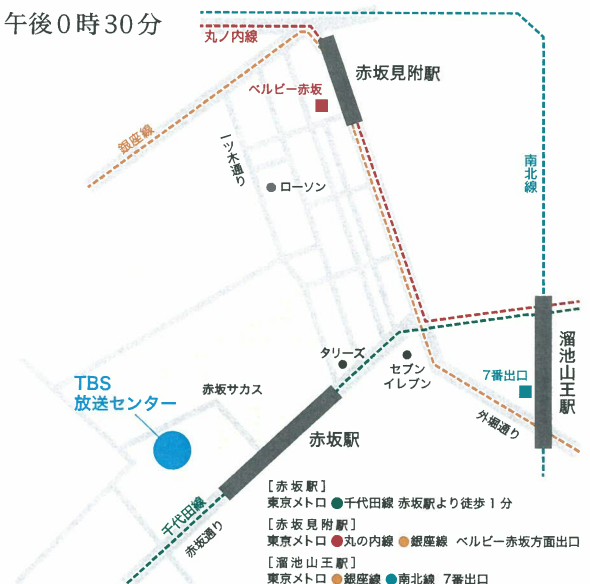 午後0時30分
丸ノ内線
赤坂見附駅
ベルビー赤坂
銀座線
一ツ木通り
南北線
ローソン
溜池山王駅
タリーズ
セブン
イレブン
7番出口
TBS
放送センター
赤坂サカス
外堀通り
赤坂駅
千代田線
赤坂通り
[赤坂駅]
東京メトロ ●千代田線 赤坂駅より徒歩1分
[赤坂見附駅]
東京メトロ ●丸の内線 ●銀座線 ベルビー赤坂方面出口
[溜池山王駅]
東京メトロ ●銀座線 ●南北線 7番出口